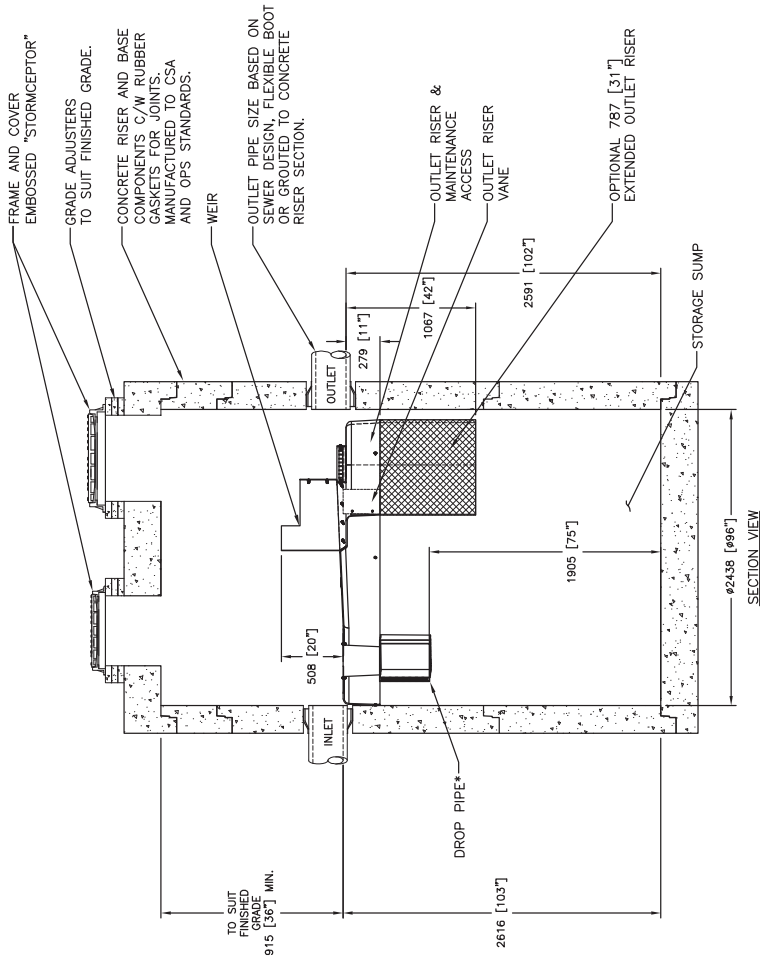 FRAME AND COVER
EMBOSSED "STORMCEPTOR"
GRADE ADJUSTERS
TO SUIT FINISHED GRADE.
CONCRETE RISER AND BASE
COMPONENTS C/W RUBBER
GASKETS FOR JOINTS.
MANUFACTURED TO CSA
AND OPS STANDARDS.
WEIR
OUTLET PIPE SIZE BASED ON
SEWER DESIGN, FLEXIBLE BOOT
OR GROUTED TO CONCRETE
RISER SECTION.
OUTLET RISER &
MAINTENANCE
ACCESS
OUTLET RISER
VANE
OPTIONAL 787 [31"]
EXTENDED OUTLET RISER
STORAGE SUMP
OUTLET
279 [11"]
1067 [42"]
2591 [102"]
508 [20"]
1905 [75"]
ø2438 [ø96"]
INLET
DROP PIPE*
TO SUIT
FINISHED
GRADE
915 [36"] MIN.
2616 [103"]
SECTION VIEW